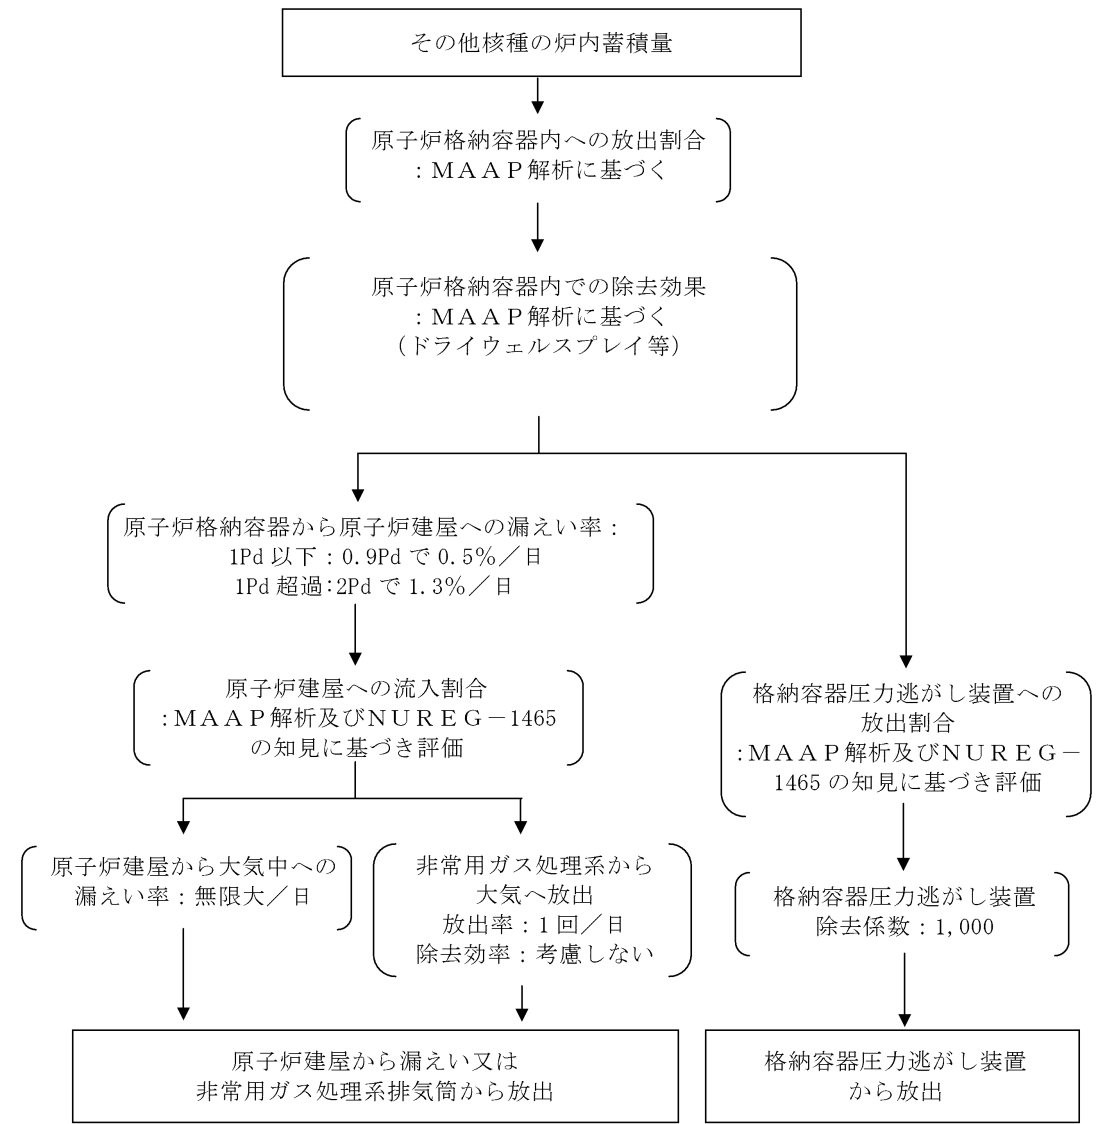 その他核種の炉内蓄積量
原子炉格納容器内への放出割合
：ＭＡＡＰ解析に基づく
原子炉格納容器内での除去効果
：ＭＡＡＰ解析に基づく
（ドライウェルスプレイ等）
原子炉格納容器から原子炉建屋への漏えい率：
1Pd 以下：0.9Pd で 0.5%／日
1Pd 超過:2Pd で 1.3%／日
原子炉建屋への流入割合
:ＭＡＡＰ解析及びＮＵＲＥＧ－1465
の知見に基づき評価
原子炉建屋から大気中への
漏えい率：無限大／日
非常用ガス処理系から
大気へ放出
放出率：１回／日
除去効率：考慮しない
原子炉建屋から漏えい又は
非常用ガス処理系排気筒から放出
格納容器圧力逃がし装置への
放出割合
:ＭＡＡＰ解析及びＮＵＲＥＧ－
1465 の知見に基づき評価
格納容器圧力逃がし装置
除去係数：1,000
格納容器圧力逃がし装置
から放出